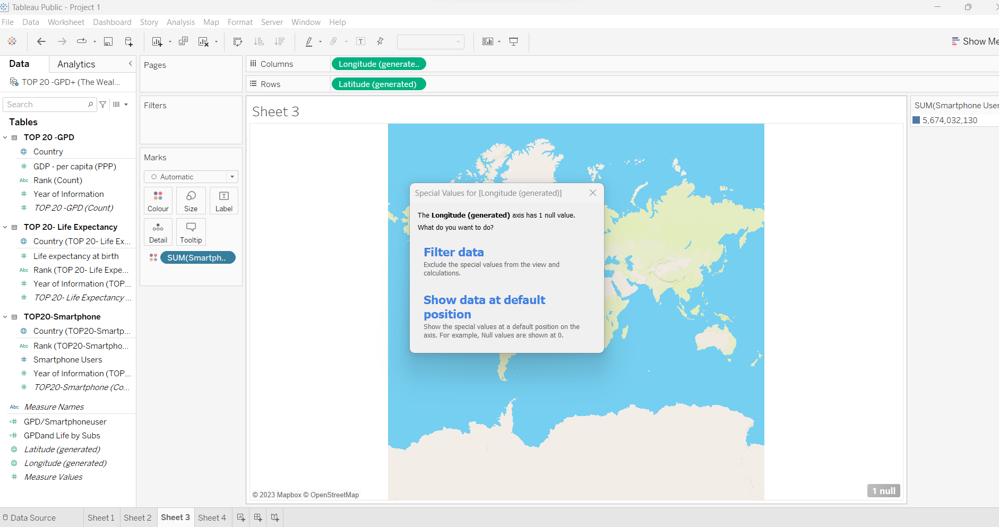 Tableau Public - Project 1
File Data Worksheet Dashboard Story Analysis Map Format Server Window Help
Show Me
Data Analytics
TOP 20 -GPD+ (The Weal...
Search
Tables
TOP 20 -GPD
Country
GDP - per capita (PPP)
Abc Rank (Count)
Year of Information
TOP 20 -GPD (Count)
TOP 20- Life Expectancy
Country (TOP 20- Life Ex...
Life expectancy at birth
Abc Rank (TOP 20- Life Expe...
Year of Information (TOP...
TOP 20- Life Expectancy ...
TOP20-Smartphone
Country (TOP20-Smartp...
Abc Rank (TOP20-Smartpho...
Smartphone Users
Year of Information (TOP...
TOP20-Smartphone (Co...
Abc Measure Names
GPD/Smartphoneuser
GPDand Life by Subs
Latitude (generated)
Longitude (generated)
Measure Values
Pages
Filters
Marks
Automatic
Colour Size Label
Detail Tooltip
SUM(Smartph..
Columns Longitude (generate..
Rows Latitude (generated)
Sheet 3
Special Values for [Longitude (generated)]
The Longitude (generated) axis has 1 null value.
What do you want to do?
Filter data
Exclude the special values from the view and
calculations.
Show data at default
position
Show the special values at a default position on the
axis. For example, Null values are shown at 0.
© 2023 Mapbox © OpenStreetMap
1 null
SUM(Smartphone User
5,674,032,130
Data Source Sheet 1 Sheet 2 Sheet 3 Sheet 4